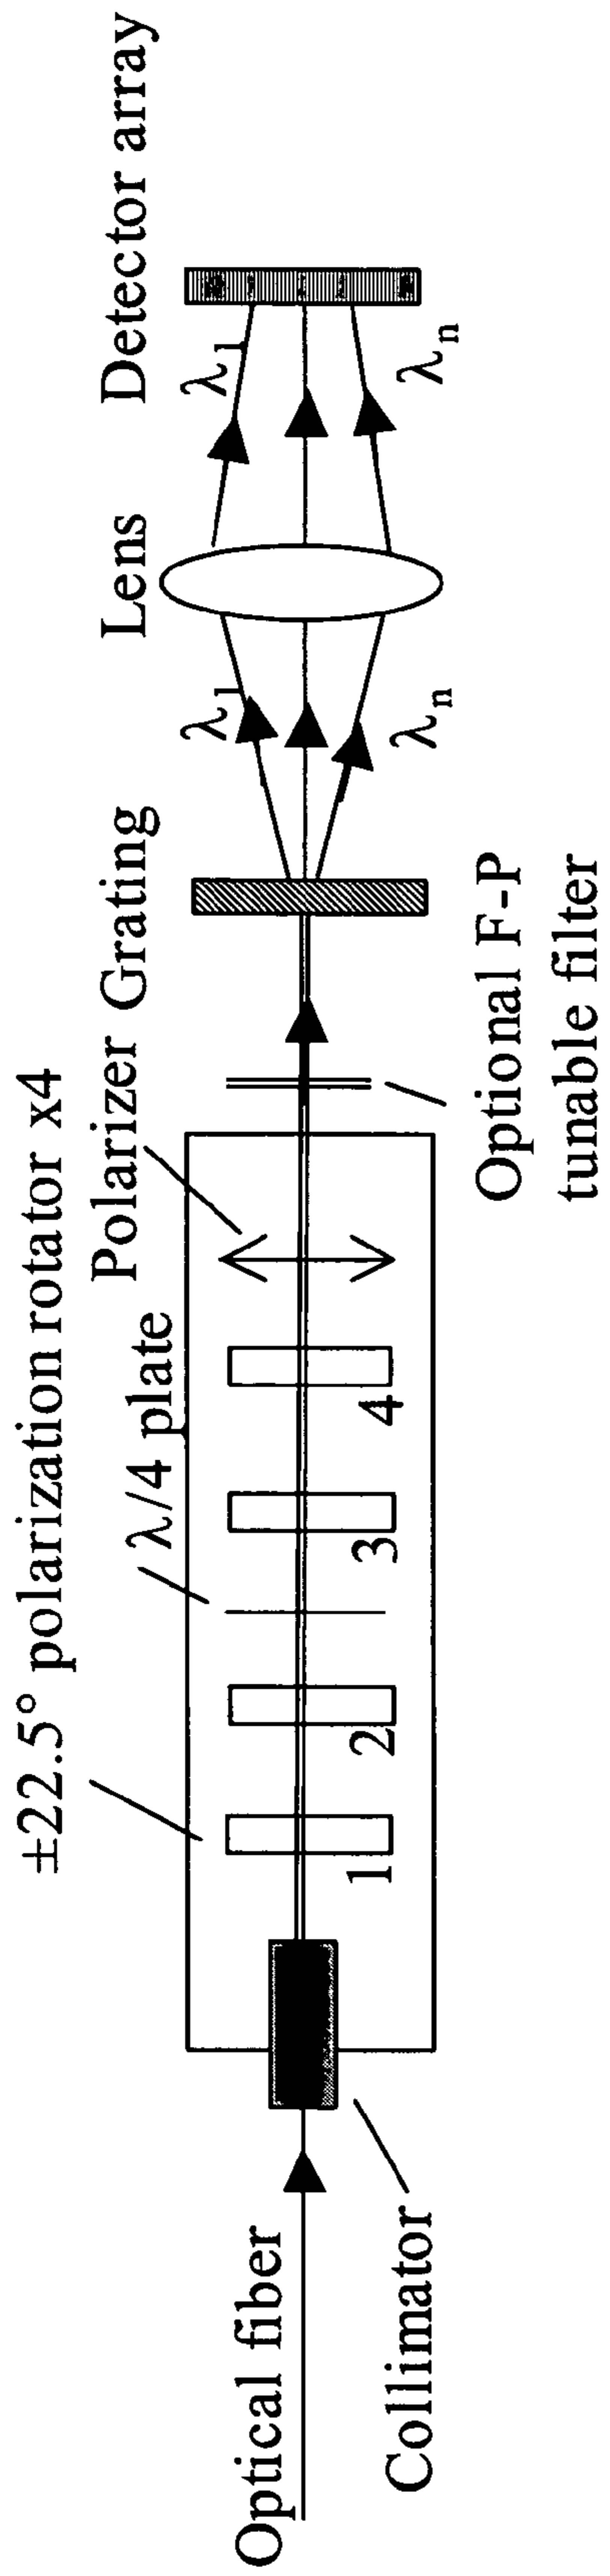 Optical fiber
Collimator
±22.5° polarization rotator x4
1
2
λ/4 plate
3
4
Polarizer
Optional F-P
tunable filter
Grating
λ1
λn
Lens
λ1
λn
Detector array